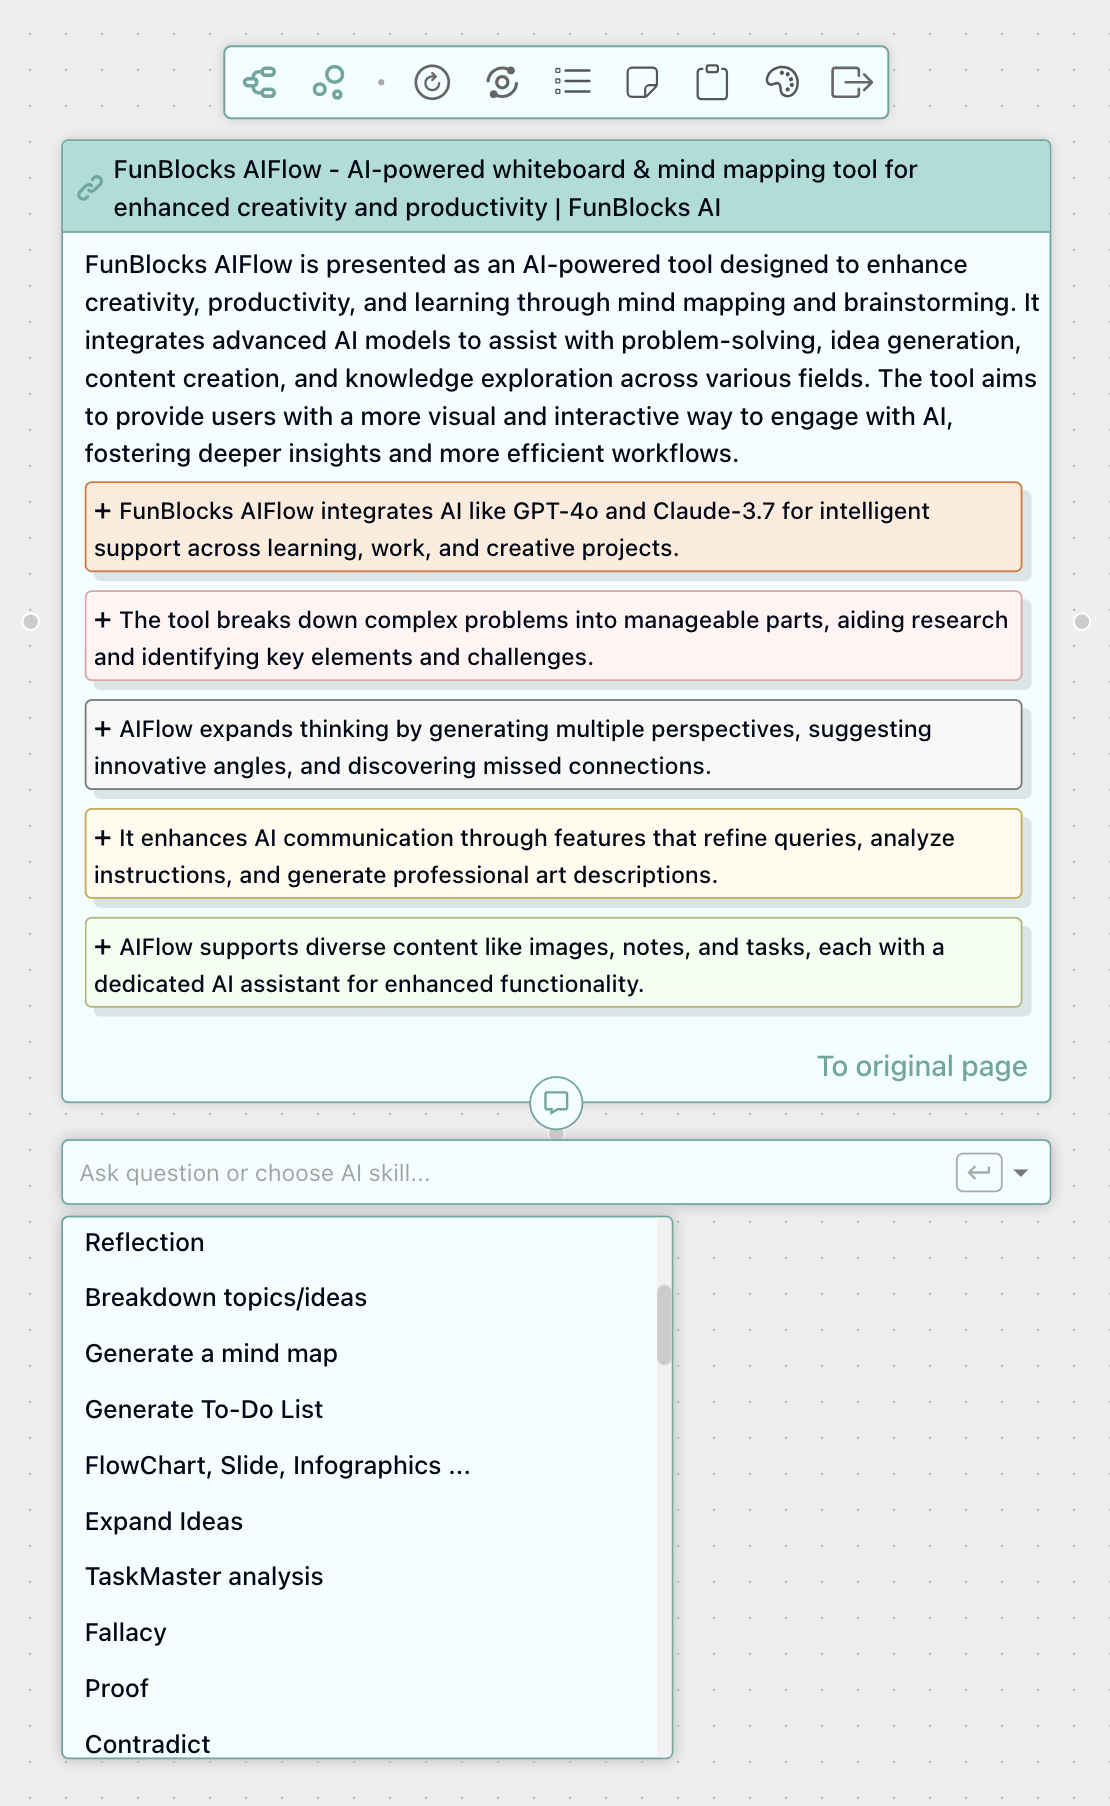 FunBlocks AIFlow - AI-powered whiteboard & mind mapping tool for
enhanced creativity and productivity | FunBlocks AI
FunBlocks AIFlow is presented as an AI-powered tool designed to enhance
creativity, productivity, and learning through mind mapping and brainstorming. It
integrates advanced AI models to assist with problem-solving, idea generation,
content creation, and knowledge exploration across various fields. The tool aims
to provide users with a more visual and interactive way to engage with AI,
fostering deeper insights and more efficient workflows.
+ FunBlocks AIFlow integrates AI like GPT-4o and Claude-3.7 for intelligent
support across learning, work, and creative projects.
+ The tool breaks down complex problems into manageable parts, aiding research
and identifying key elements and challenges.
+ AIFlow expands thinking by generating multiple perspectives, suggesting
innovative angles, and discovering missed connections.
+ It enhances AI communication through features that refine queries, analyze
instructions, and generate professional art descriptions.
+ AIFlow supports diverse content like images, notes, and tasks, each with a
dedicated AI assistant for enhanced functionality.
To original page
Ask question or choose AI skill...
Reflection
Breakdown topics/ideas
Generate a mind map
Generate To-Do List
FlowChart, Slide, Infographics ...
Expand Ideas
TaskMaster analysis
Fallacy
Proof
Contradict